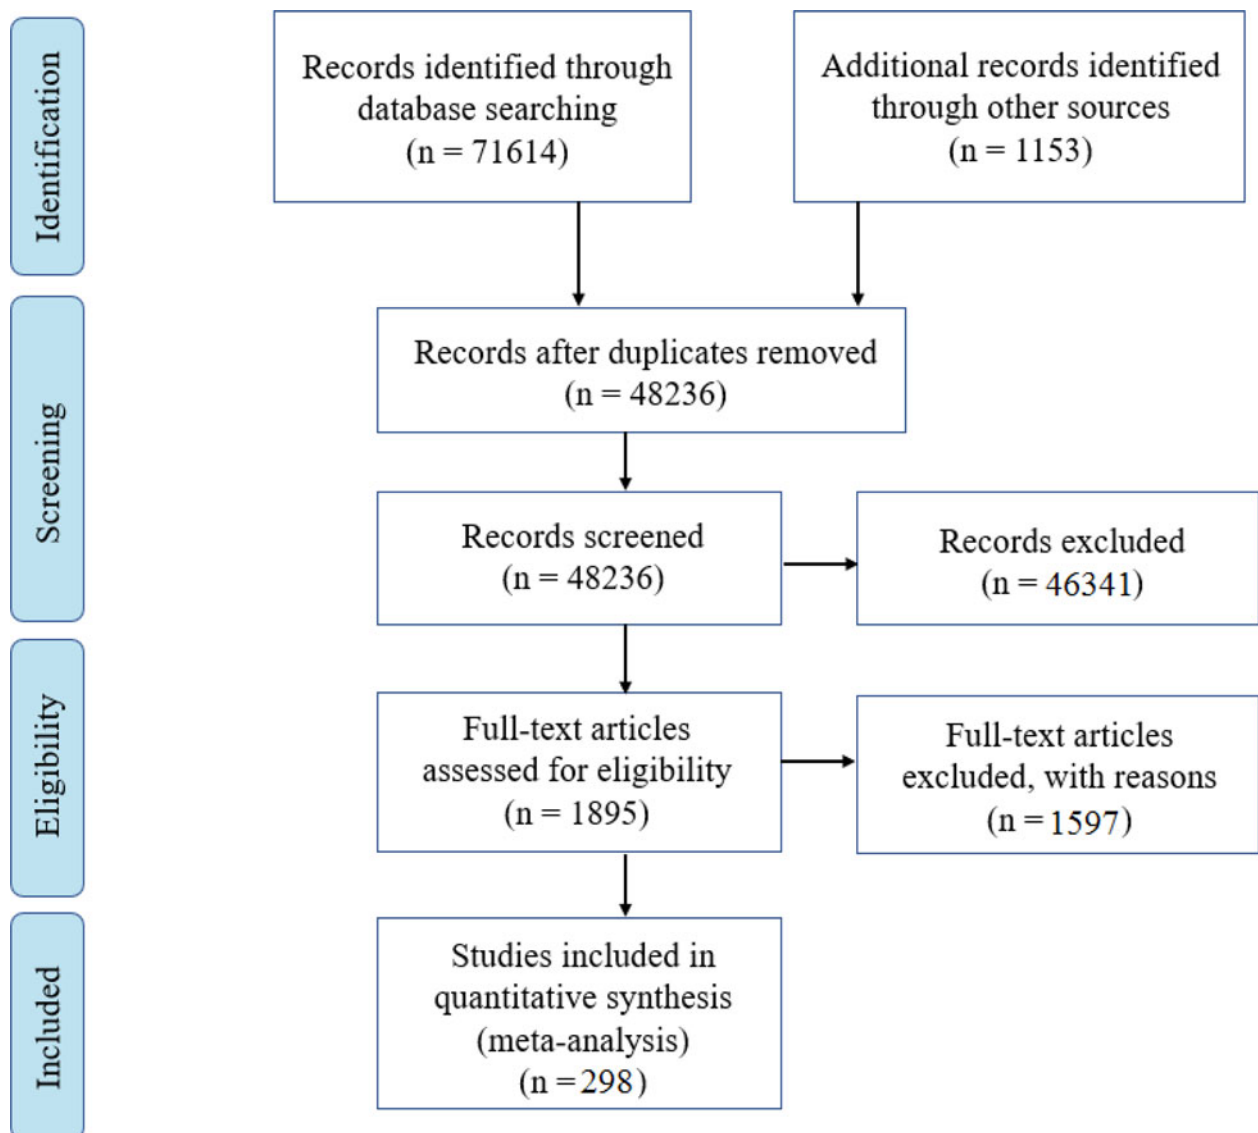 Identification
Records identified through
database searching
(n = 71614)
Additional records identified
through other sources
(n = 1153)
Screening
Records after duplicates removed
(n = 48236)
Records screened
(n = 48236)
Records excluded
(n = 46341)
Eligibility
Full-text articles
assessed for eligibility
(n = 1895)
Full-text articles
excluded, with reasons
(n = 1597)
Included
Studies included in
quantitative synthesis
(meta-analysis)
(n = 298)